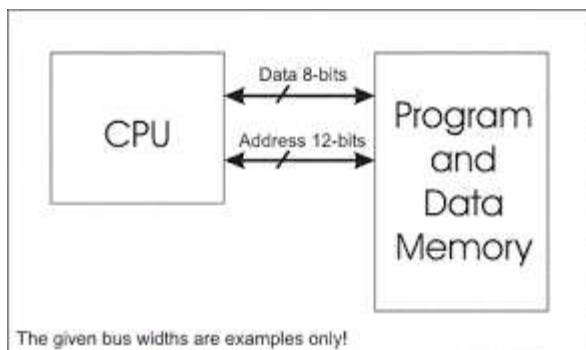 Data 8-bits
CPU
Address 12-bits
Program
and
Data
Memory
The given bus widths are examples only!